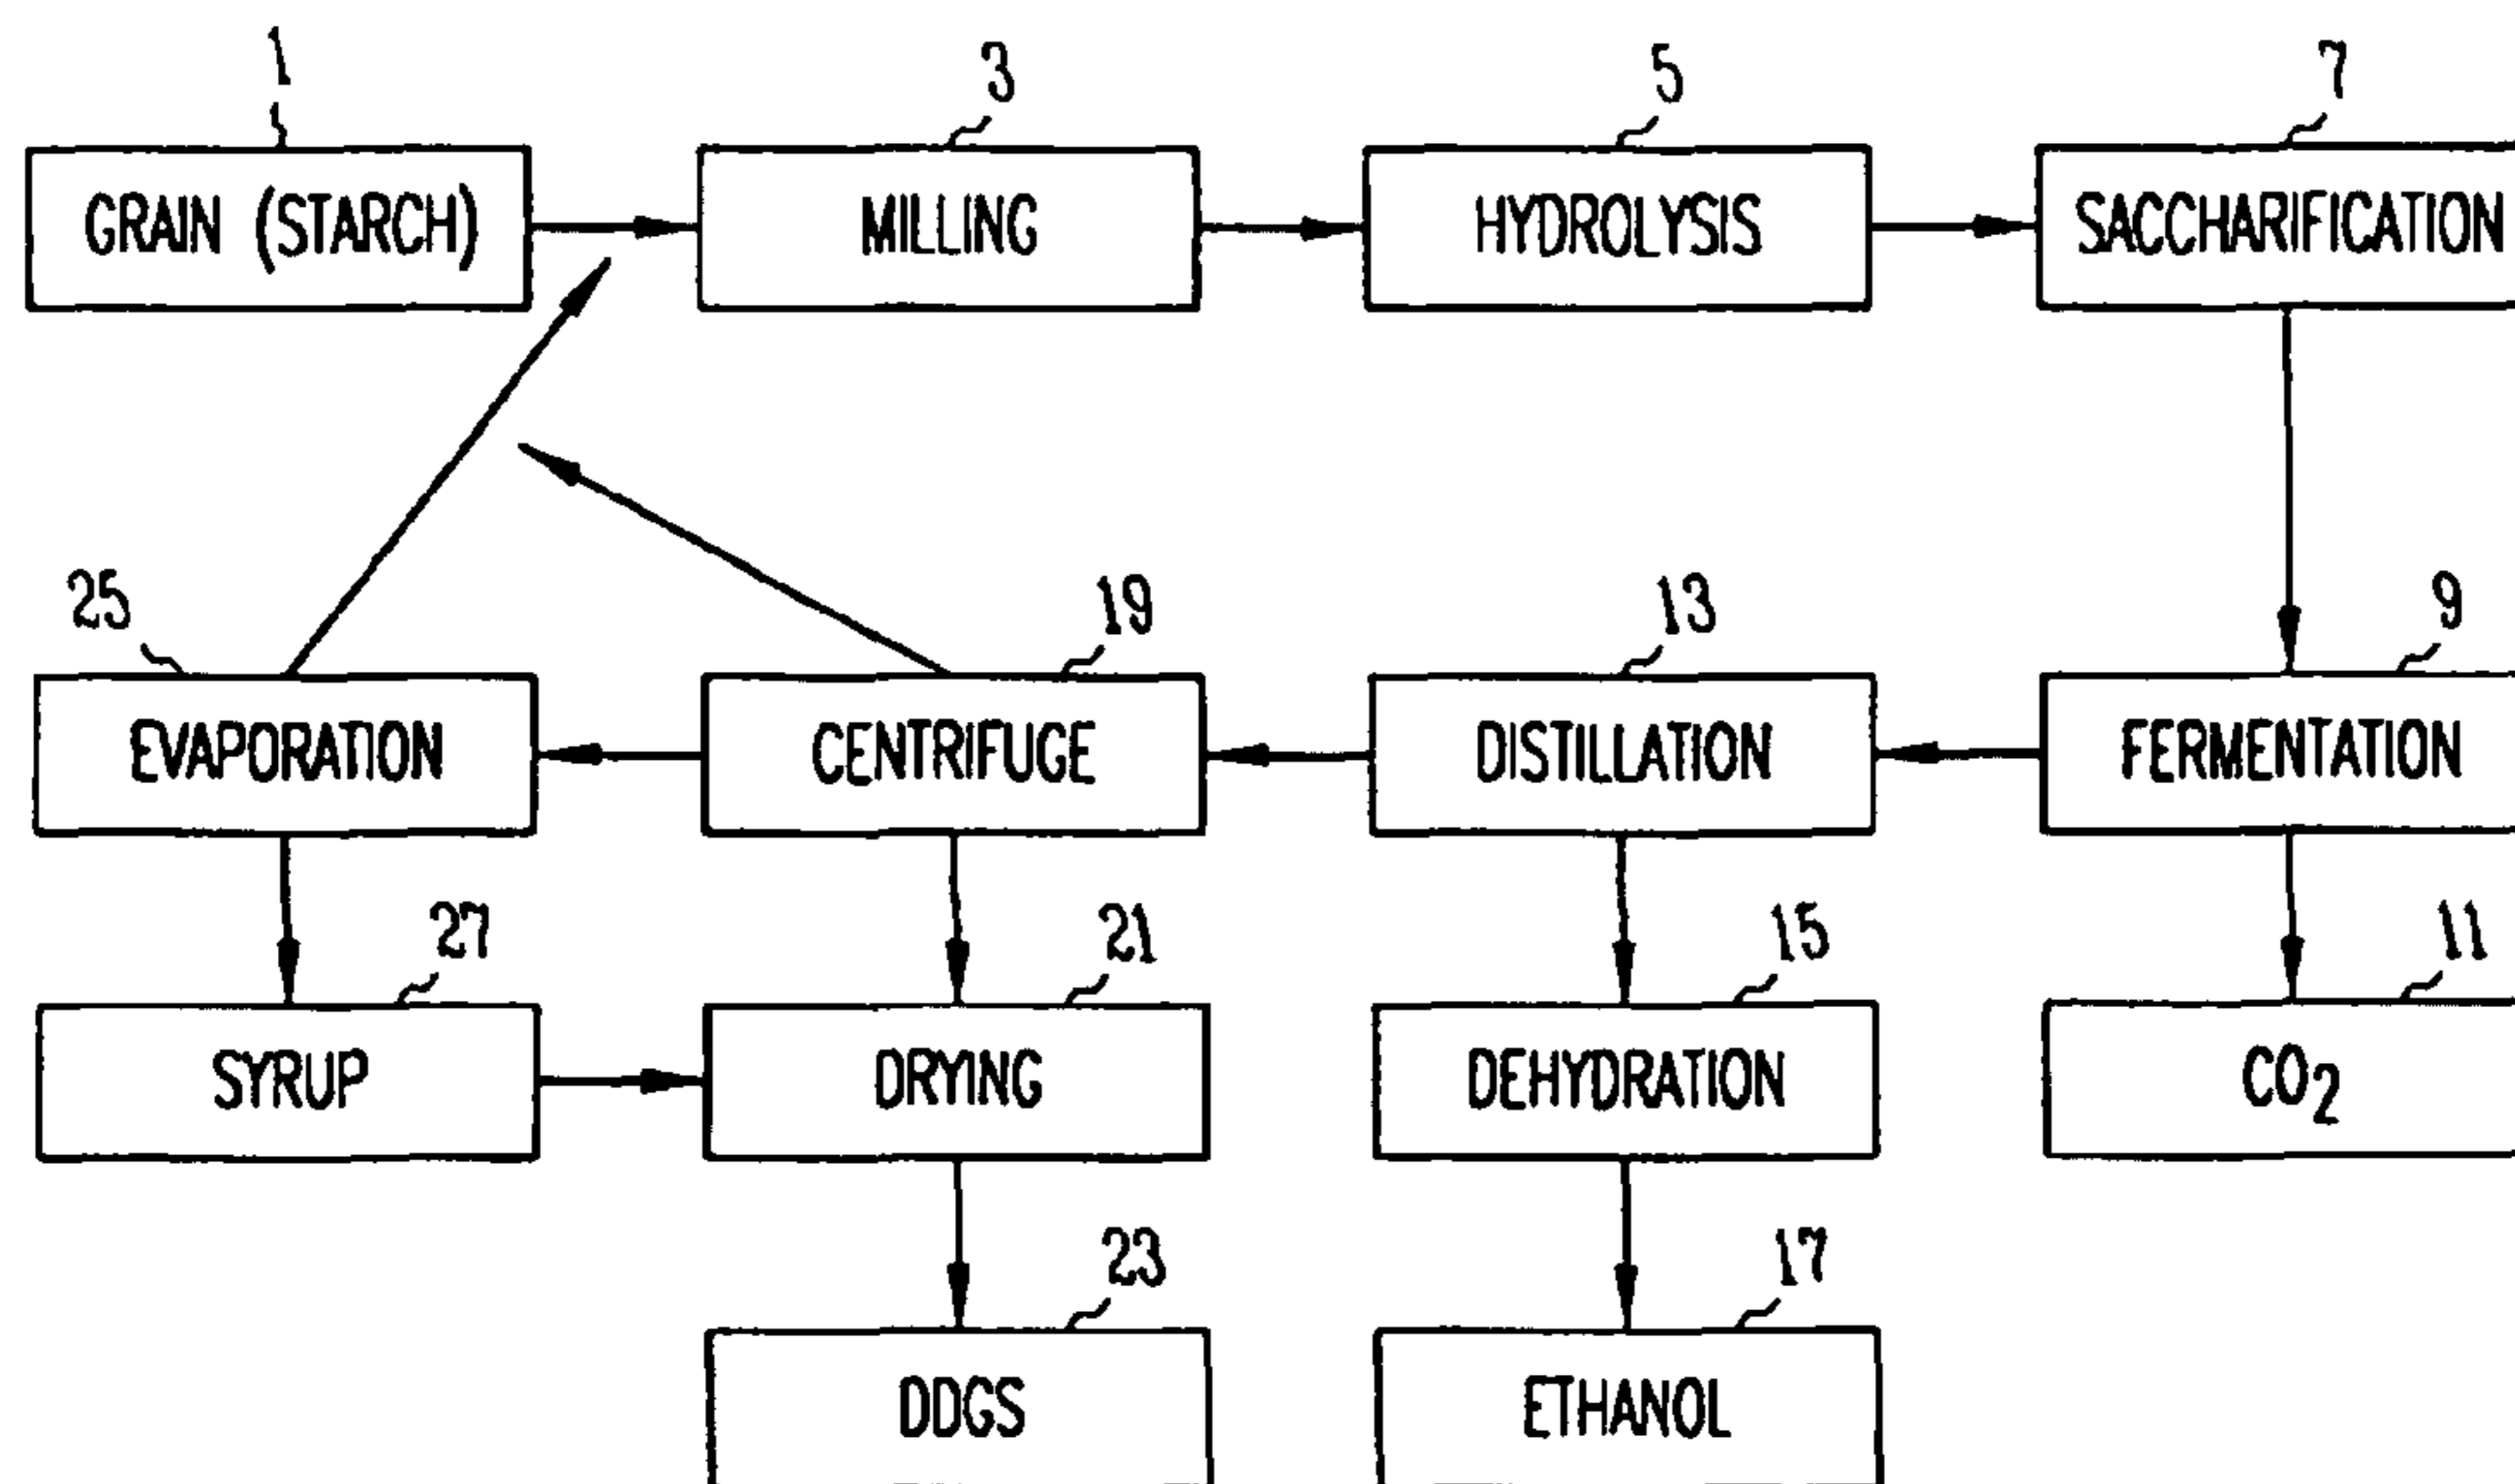 1 3 5 7
GRAIN (STARCH) MILLING HYDROLYSIS SACCHARIFICATION
25 19 13 9
EVAPORATION CENTRIFUGE DISTILLATION FERMENTATION
27 21 15 11
SYRUP DRYING DEHYDRATION CO₂
23 17
DDGS ETHANOL